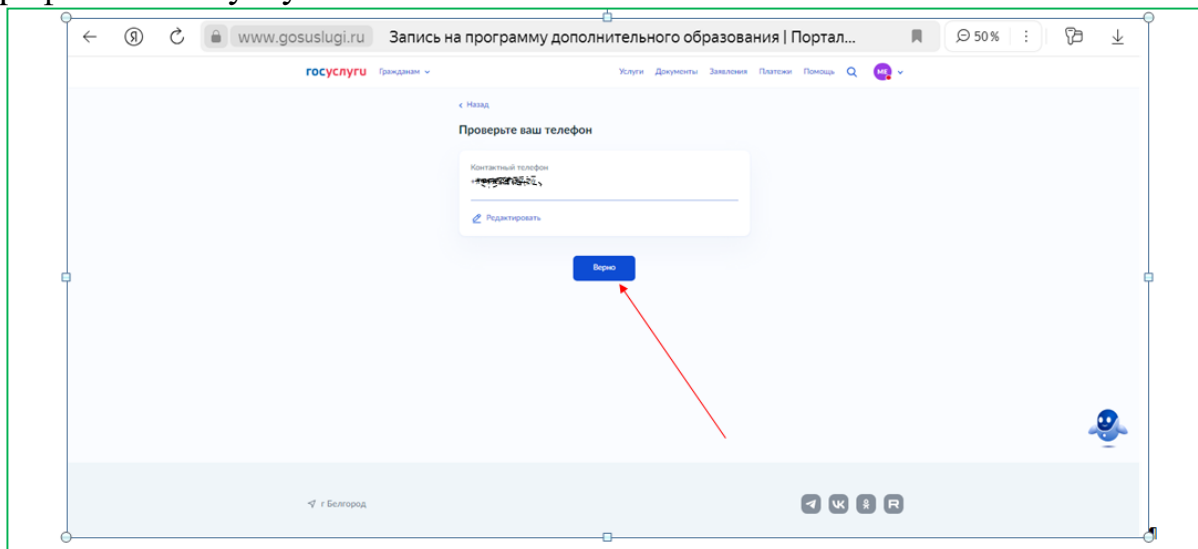 www.gosuslugi.ru Запись на программу дополнительного образования | Портал... 50 %
госуслуги Гражданам Услуги Документы Заявления Платежи Помощь МЕ
Назад
Проверьте ваш телефон
Контактный телефон
Редактировать
Верно
г Белгород